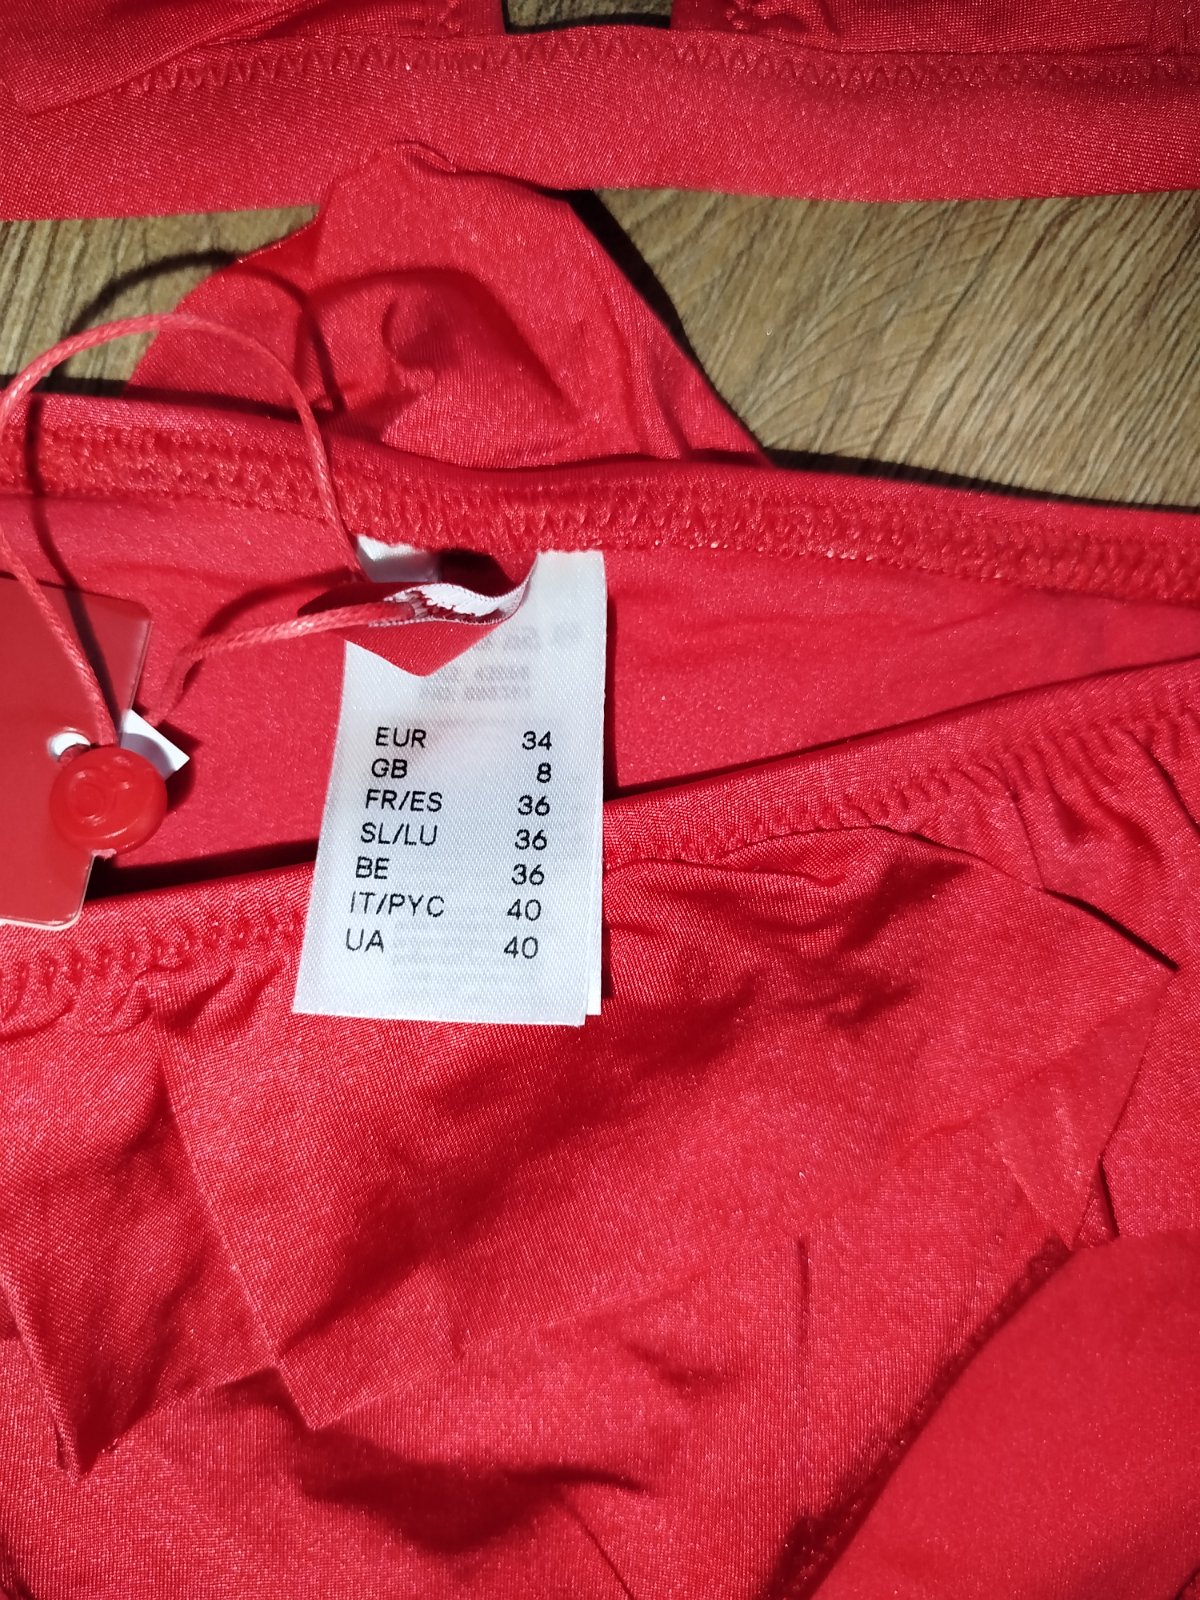 EUR 34
GB 8
FR/ES 36
SL/LU 36
BE 36
IT/PYC 40
UA 40